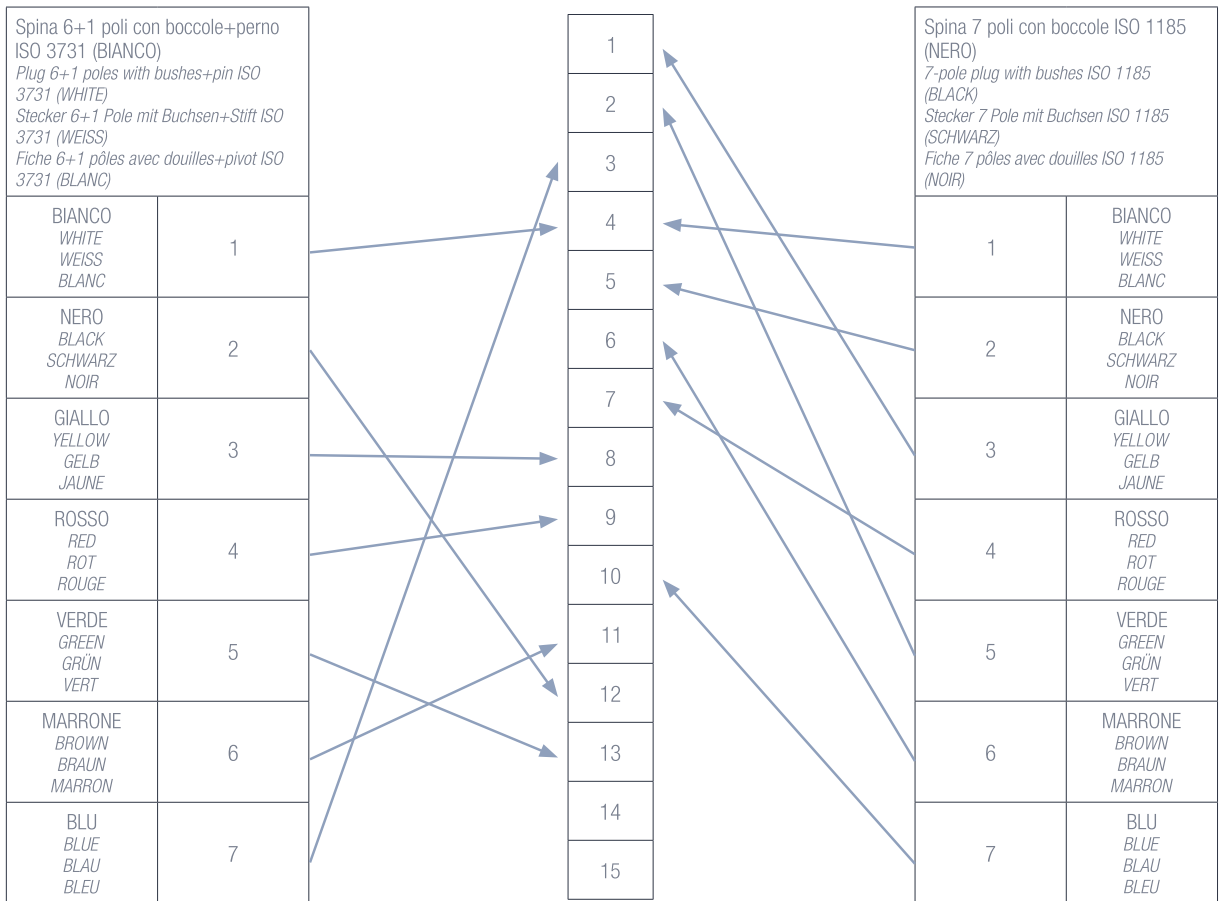 Spina 6+1 poli con boccole+perno
ISO 3731 (BIANCO)
Plug 6+1 poles with bushes+pin ISO
3731 (WHITE)
Stecker 6+1 Pole mit Buchsen+Stift ISO
3731 (WEISS)
Fiche 6+1 pôles avec douilles+pivot ISO
3731 (BLANC)
BIANCO
WHITE
WEISS
BLANC
1
NERO
BLACK
SCHWARZ
NOIR
2
GIALLO
YELLOW
GELB
JAUNE
3
ROSSO
RED
ROT
ROUGE
4
VERDE
GREEN
GRÜN
VERT
5
MARRONE
BROWN
BRAUN
MARRON
6
BLU
BLUE
BLAU
BLEU
7
1
2
3
4
5
6
7
8
9
10
11
12
13
14
15
Spina 7 poli con boccole ISO 1185
(NERO)
7-pole plug with bushes ISO 1185
(BLACK)
Stecker 7 Pole mit Buchsen ISO 1185
(SCHWARZ)
Fiche 7 pôles avec douilles ISO 1185
(NOIR)
1
BIANCO
WHITE
WEISS
BLANC
2
NERO
BLACK
SCHWARZ
NOIR
3
GIALLO
YELLOW
GELB
JAUNE
4
ROSSO
RED
ROT
ROUGE
5
VERDE
GREEN
GRÜN
VERT
6
MARRONE
BROWN
BRAUN
MARRON
7
BLU
BLUE
BLAU
BLEU